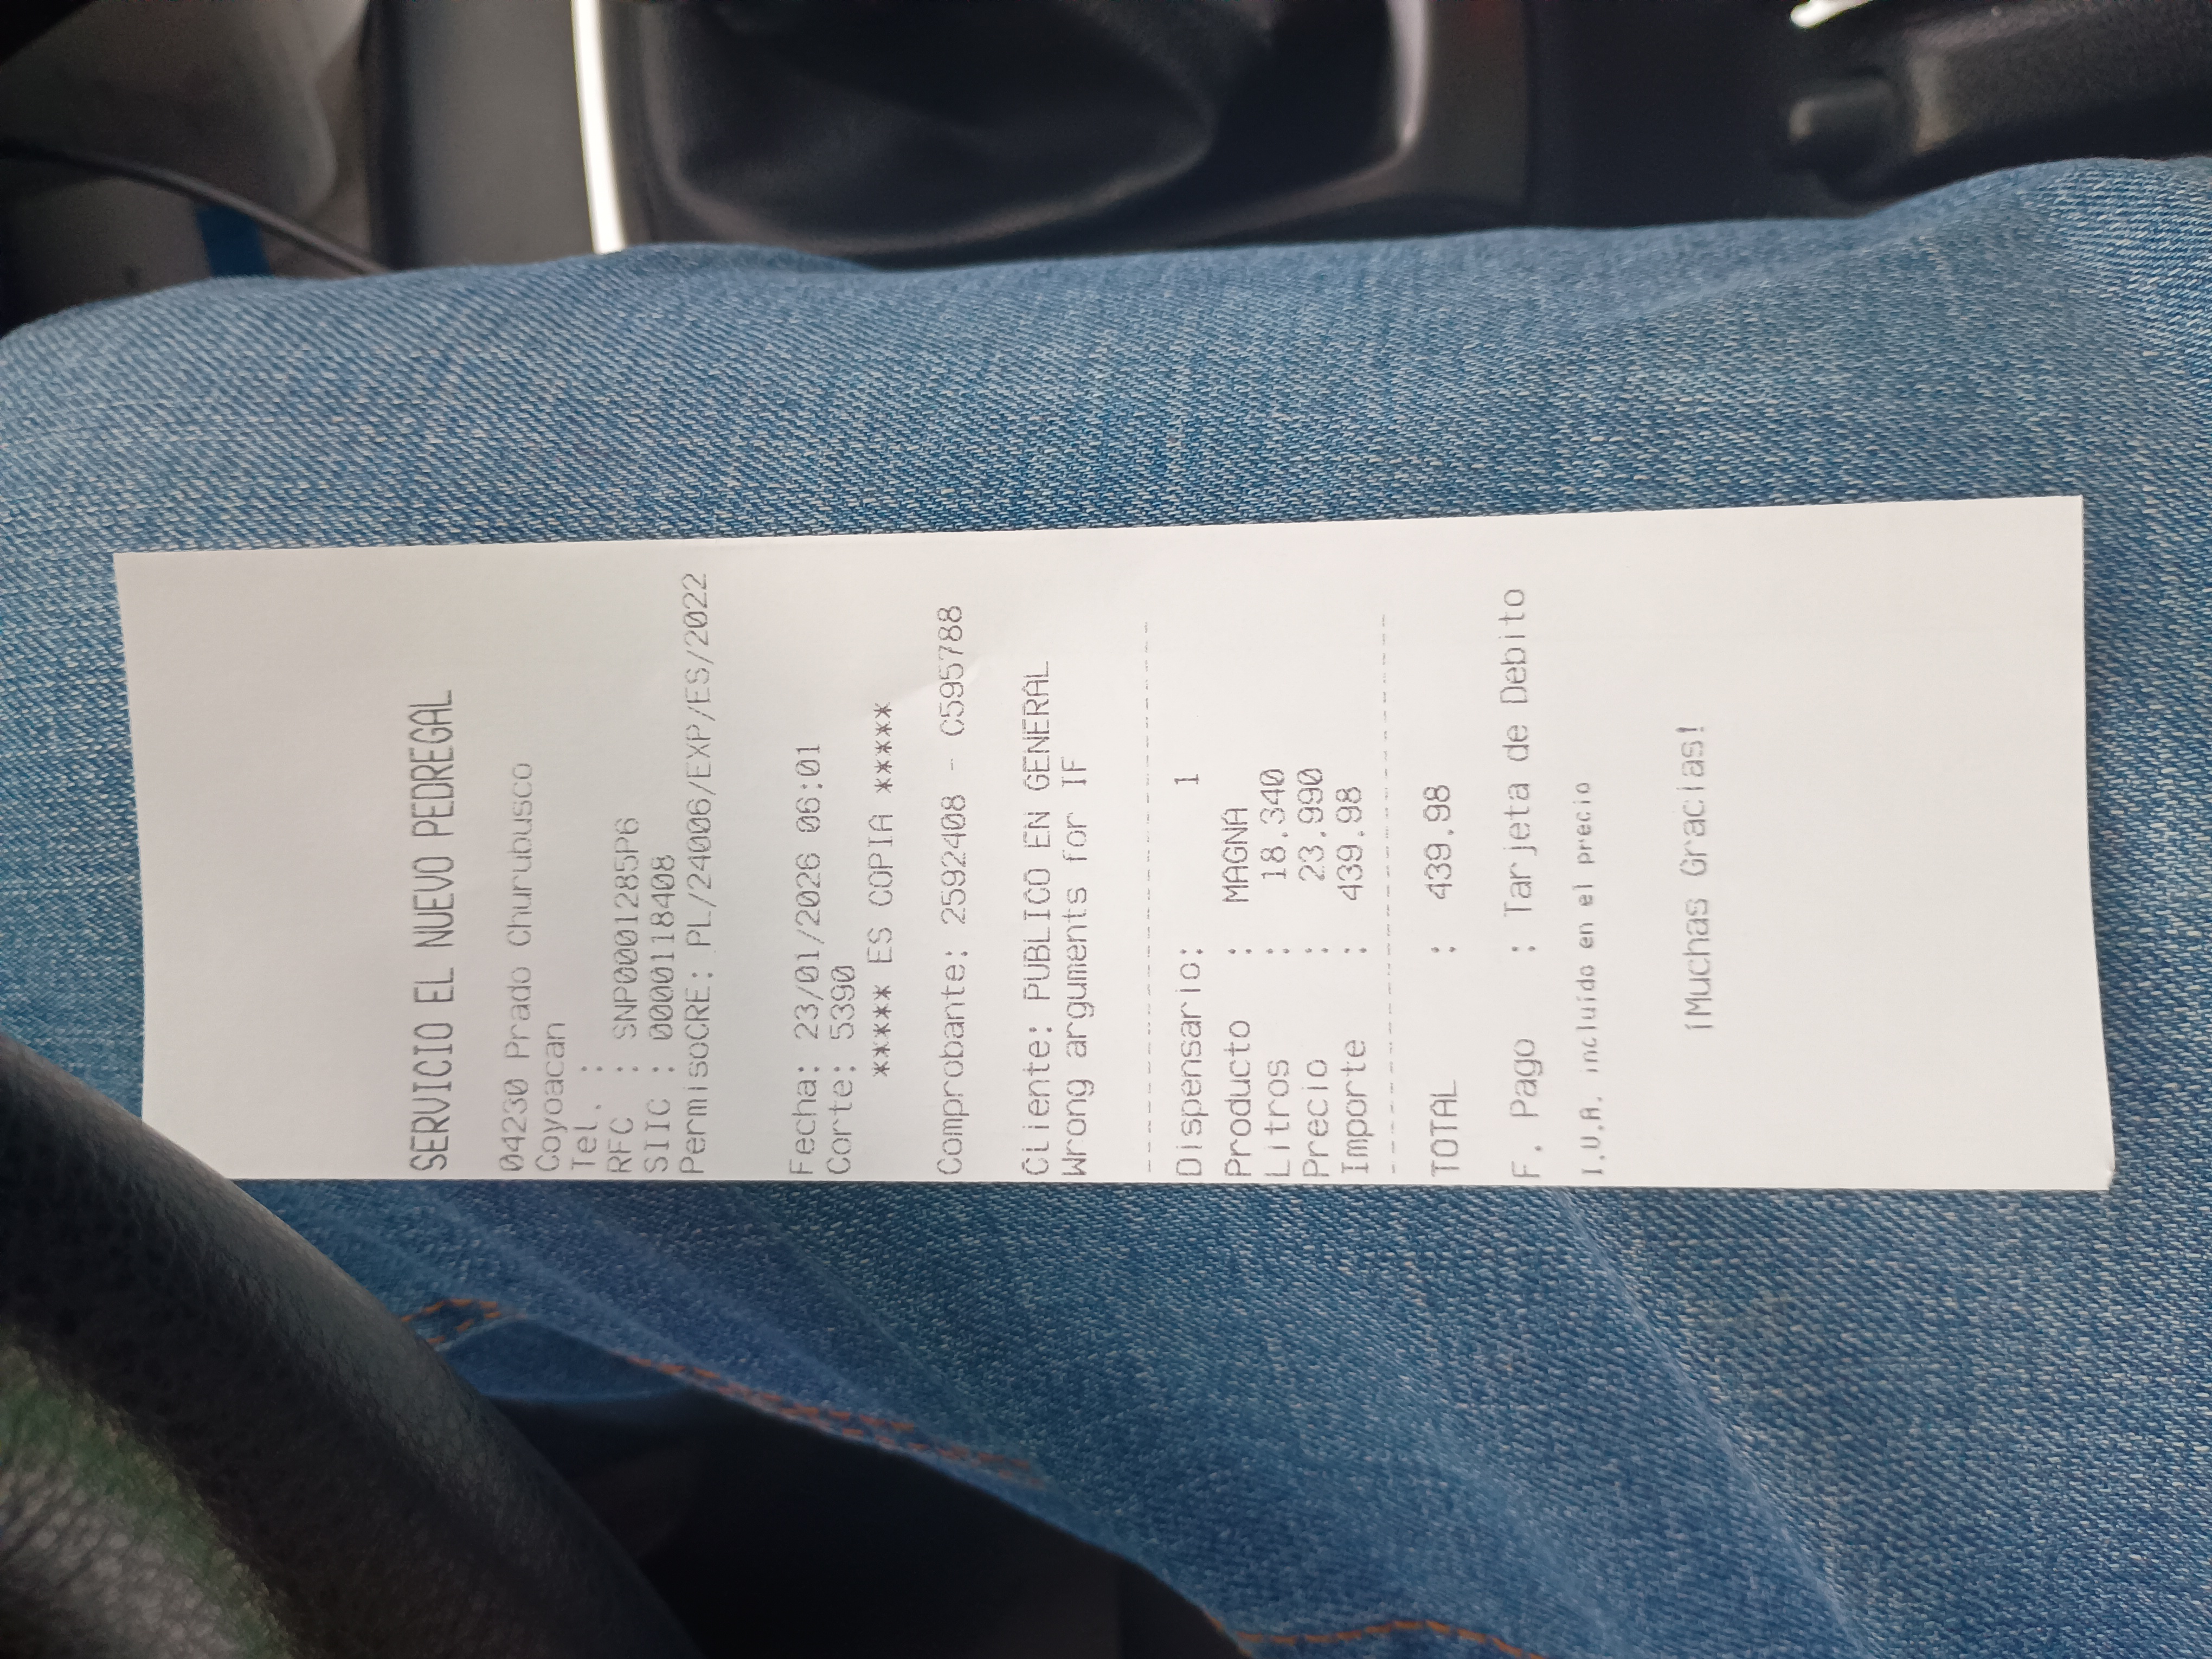 SERVICIO EL NUEVO PEDREGAL
04230 Prado Churubusco
Coyoacan
Tel. :
RFC : SNP0001285P6
SIIC : 0000118408
PermisoCRE: PL/24006/EXP/ES/2022
Fecha: 23/01/2026 06:01
Corte: 5390
***** ES COPIA *****
Comprobante: 2592408 - C595788
Cliente: PUBLICO EN GENERAL
Wrong arguments for IF
--------------------------------
Dispensario: 1
Producto : MAGNA
Litros : 18.340
Precio : 23.990
Importe : 439.98
--------------------------------
TOTAL : 439.98
F. Pago : Tarjeta de Debito
I.V.A. incluído en el precio
¡Muchas Gracias!